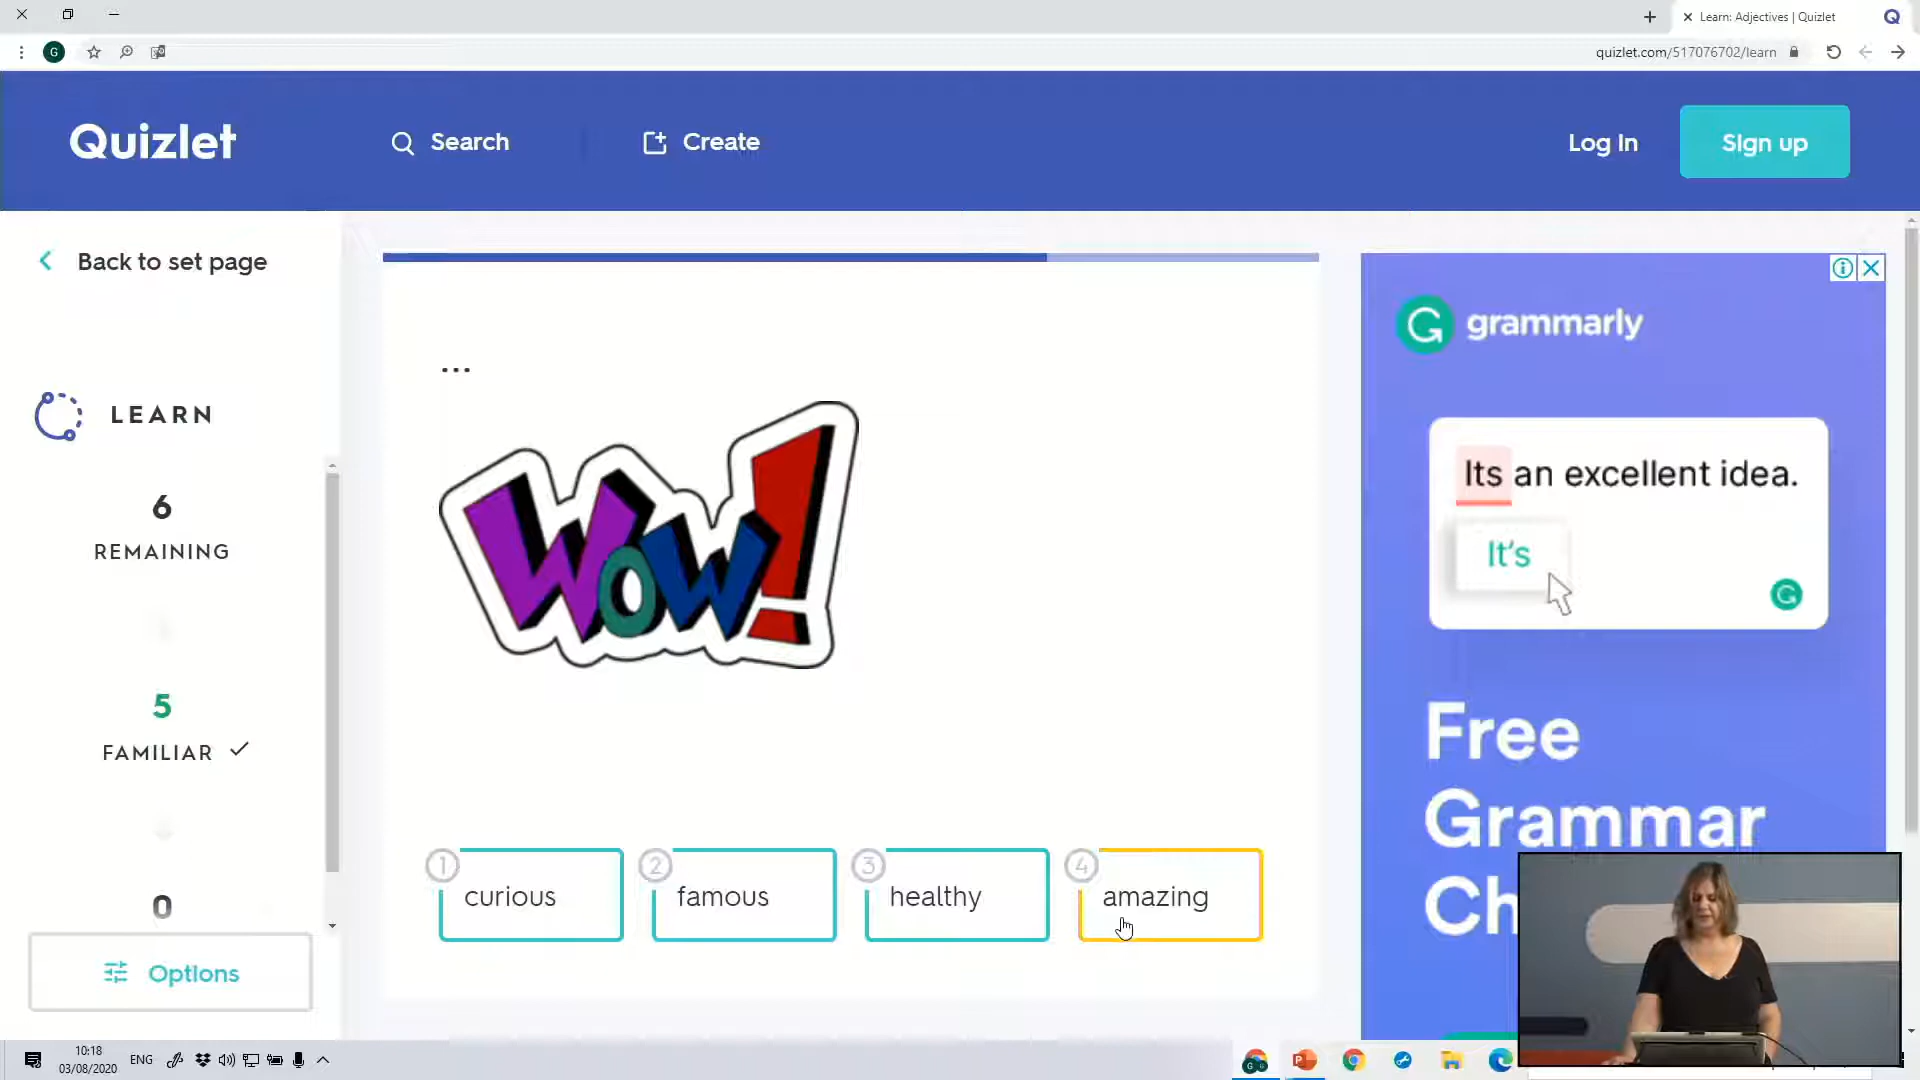 Learn: Adjectives | Quizlet
G
quizlet.com/517076702/learn
Quizlet
Search
Create
Log In
Sign up
Back to set page
LEARN
6
REMAINING
5
FAMILIAR
0
Options
...
WOW!
1
curious
2
famous
3
healthy
4
amazing
grammarly
Its an excellent idea.
It's
Free
Grammar
Ch
10:18
03/08/2020
ENG